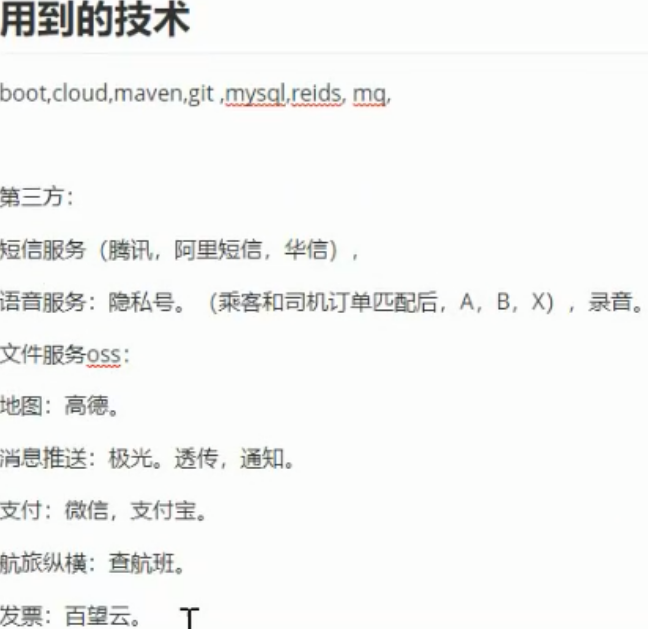 用到的技术
boot,cloud,maven,git ,mysql,reids, mq,
第三方：
短信服务（腾讯，阿里短信，华信），
语音服务：隐私号。（乘客和司机订单匹配后，A，B，X），录音。
文件服务oss：
地图：高德。
消息推送：极光。透传，通知。
支付：微信，支付宝。
航旅纵横：查航班。
发票：百望云。